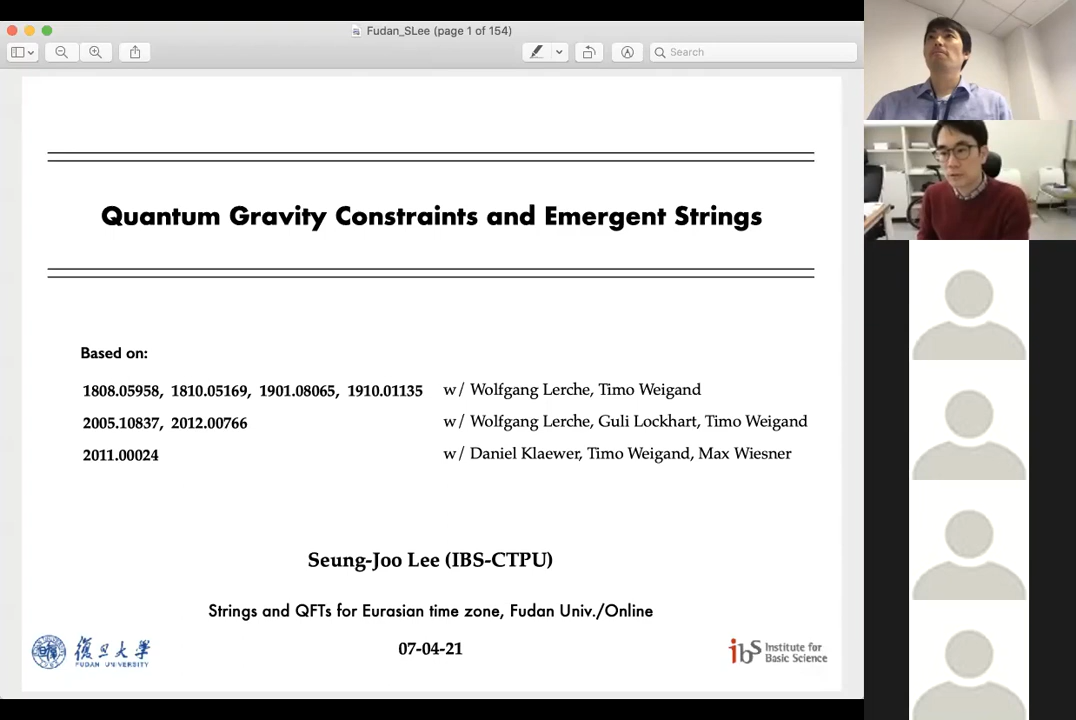 Fudan_SLee (page 1 of 154)
Search
Quantum Gravity Constraints and Emergent Strings
Based on:
1808.05958, 1810.05169, 1901.08065, 1910.01135 w/ Wolfgang Lerche, Timo Weigand
2005.10837, 2012.00766 w/ Wolfgang Lerche, Guli Lockhart, Timo Weigand
2011.00024 w/ Daniel Klaewer, Timo Weigand, Max Wiesner
Seung-Joo Lee (IBS-CTPU)
Strings and QFTs for Eurasian time zone, Fudan Univ./Online
07-04-21
復旦大學
FUDAN UNIVERSITY
ibS Institute for
Basic Science